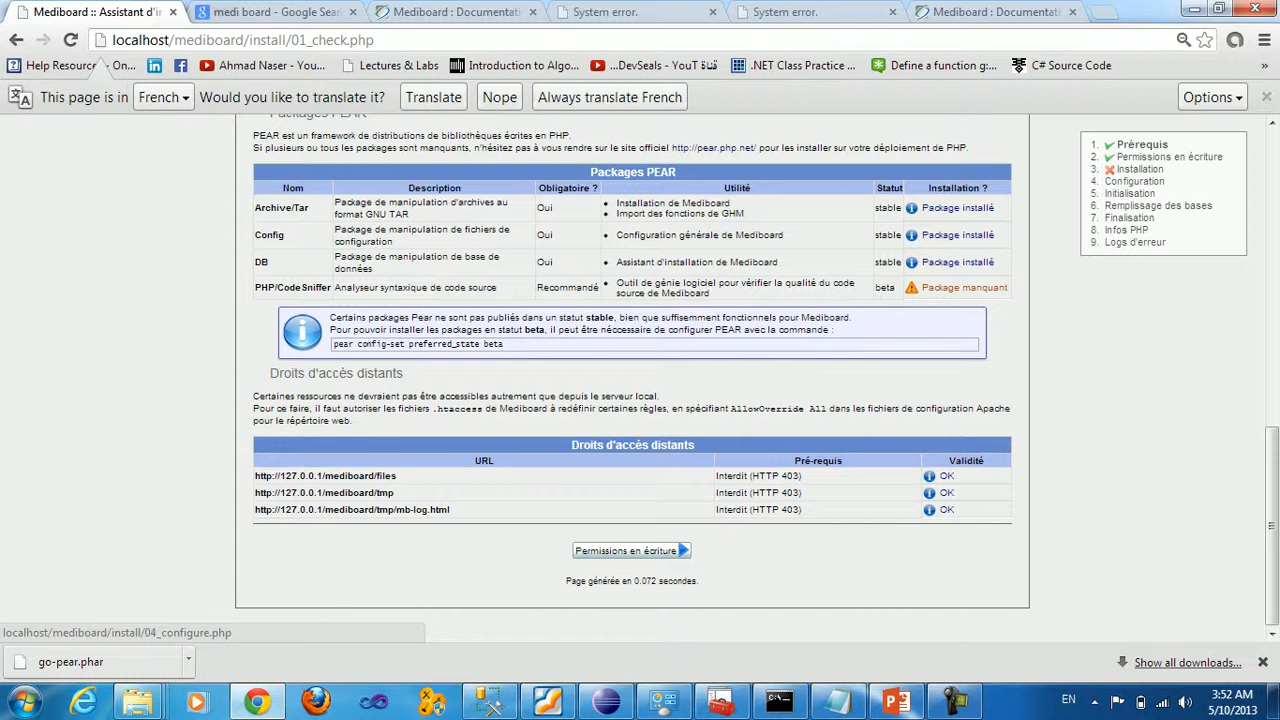 Mediboard :: Assistant d'i
medi board - Google Sear
Mediboard : Documentati
System error.
System error.
Mediboard : Documentati
localhost/mediboard/install/01_check.php
Help Resource - On...
Ahmad Naser - You...
Lectures & Labs
Introduction to Algo...
.NET Class Practice ...
Define a function g:...
C# Source Code
»
This page is in
French
Would you like to translate it?
Translate
Nope
Always translate French
Options
Packages PEAR
PEAR est un framework de distributions de bibliothèques écrites en PHP.
Si plusieurs ou tous les packages sont manquants, n'hésitez pas à vous rendre sur le site officiel http://pear.php.net/ pour les installer sur votre déploiement de PHP.
Packages PEAR
Nom Description Obligatoire ? Utilité Statut Installation ?
Archive/Tar
Package de manipulation d'archives au
format GNU TAR
Oui
Installation de Mediboard
Import des fonctions de GHM
stable
Package installé
Config
Package de manipulation de fichiers de
configuration
Oui
Configuration générale de Mediboard
stable
Package installé
DB
Package de manipulation de base de
données
Oui
Assistant d'installation de Mediboard
stable
Package installé
PHP/CodeSniffer
Analyseur syntaxique de code source
Recommandé
Outil de génie logiciel pour vérifier la qualité du code
source de Mediboard
beta
Package manquant
Certains packages Pear ne sont pas publiés dans un statut stable, bien que suffisemment fonctionnels pour Mediboard.
Pour pouvoir installer les packages en statut beta, il peut être néccessaire de configurer PEAR avec la commande :
pear config-set preferred_state beta
Droits d'accès distants
Certaines ressources ne devraient pas être accessibles autrement que depuis le serveur local.
Pour ce faire, il faut autoriser les fichiers .htaccess de Mediboard à redéfinir certaines règles, en spécifiant AllowOverride All dans les fichiers de configuration Apache
pour le répertoire web.
Droits d'accès distants
URL Pré-requis Validité
http://127.0.0.1/mediboard/files Interdit (HTTP 403) OK
http://127.0.0.1/mediboard/tmp Interdit (HTTP 403) OK
http://127.0.0.1/mediboard/tmp/mb-log.html Interdit (HTTP 403) OK
Permissions en écriture
Page générée en 0.072 secondes.
1. Prérequis
2. Permissions en écriture
3. Installation
4. Configuration
5. Initialisation
6. Remplissage des bases
7. Finalisation
8. Infos PHP
9. Logs d'erreur
localhost/mediboard/install/04_configure.php
go-pear.phar
Show all downloads...
EN
3:52 AM
5/10/2013